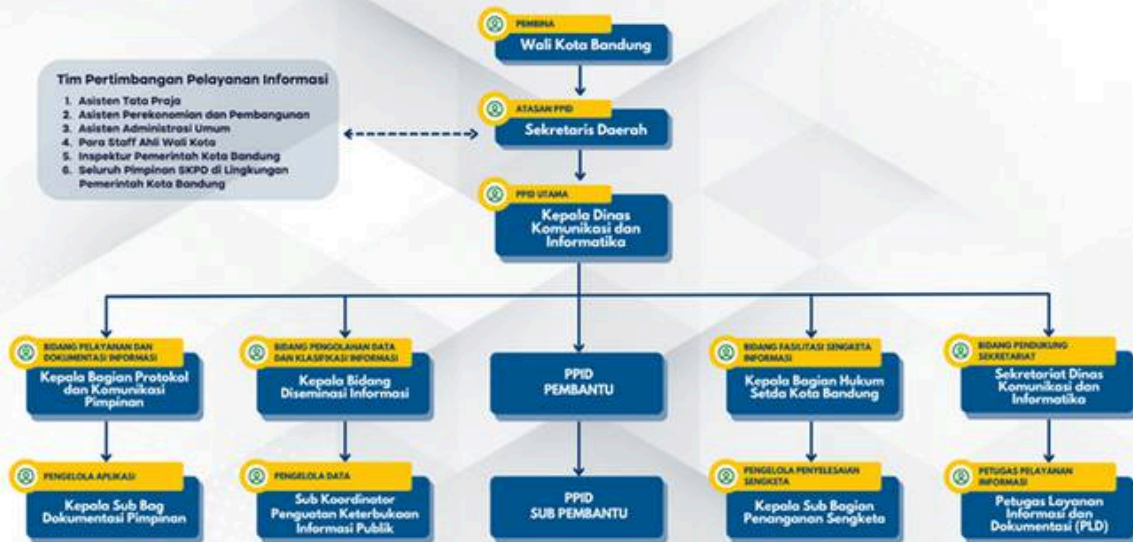 PEMBINA
Wali Kota Bandung
Tim Pertimbangan Pelayanan Informasi
1. Asisten Tata Praja
2. Asisten Perekonomian dan Pembangunan
3. Asisten Administrasi Umum
4. Para Staff Ahli Wali Kota
5. Inspektur Pemerintah Kota Bandung
6. Seluruh Pimpinan SKPD di Lingkungan
Pemerintah Kota Bandung
ATASAN PPID
Sekretaris Daerah
PPID UTAMA
Kepala Dinas
Komunikasi dan
Informatika
BIDANG PELAYANAN DAN
DOKUMENTASI INFORMASI
Kepala Bagian Protokol
dan Komunikasi
Pimpinan
BIDANG PENGOLAHAN DATA
DAN KLASIFIKASI INFORMASI
Kepala Bidang
Diseminasi Informasi
PPID
PEMBANTU
BIDANG FASILITASI SENGKETA
INFORMASI
Kepala Bagian Hukum
Setda Kota Bandung
BIDANG PENDUKUNG
SEKRETARIAT
Sekretariat Dinas
Komunikasi dan
Informatika
PENGELOLA APLIKASI
Kepala Sub Bag
Dokumentasi Pimpinan
PENGELOLA DATA
Sub Koordinator
Penguatan Keterbukaan
Informasi Publik
PPID
SUB PEMBANTU
PENGELOLA PENYELESAIAN
SENGKETA
Kepala Sub Bagian
Penanganan Sengketa
PETUGAS PELAYANAN
INFORMASI
Petugas Layanan
Informasi dan
Dokumentasi (PLD)